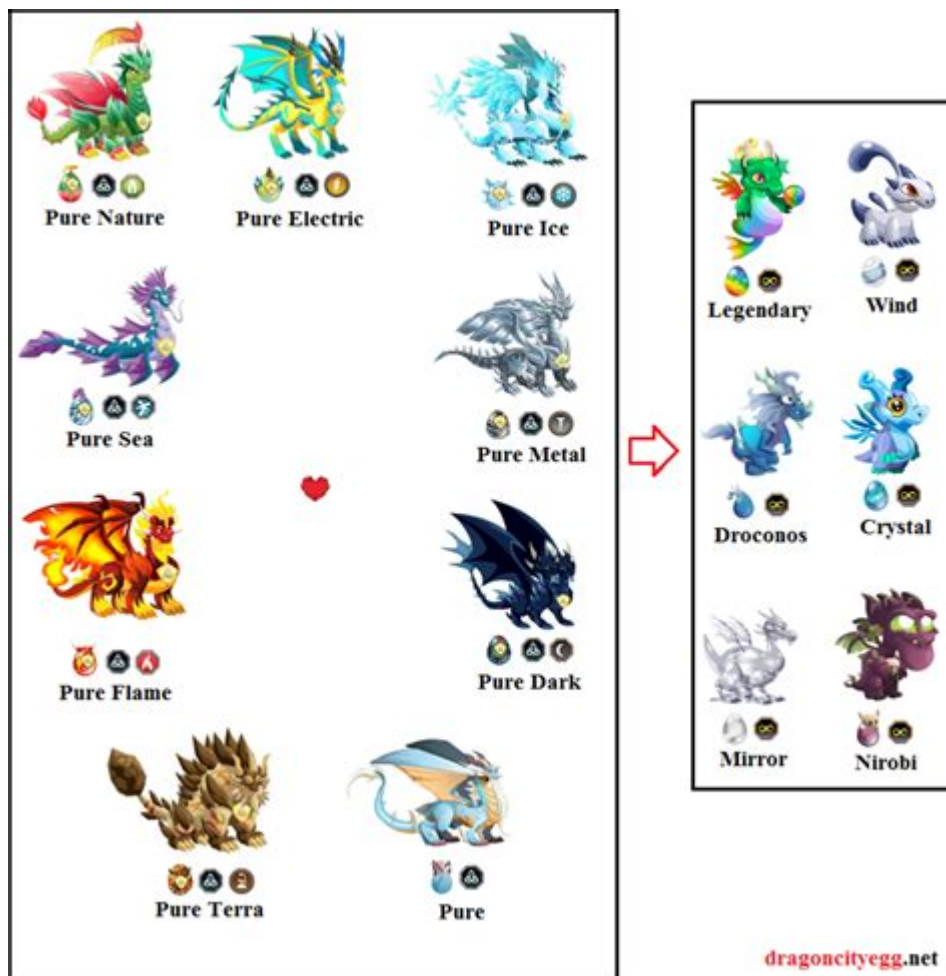 Pure Nature
Pure Electric
Pure Ice
Pure Sea
Pure Metal
Pure Flame
Pure Dark
Pure Terra
Pure
Legendary
Wind
Droconos
Crystal
Mirror
Nirobi
dragoncityegg.net